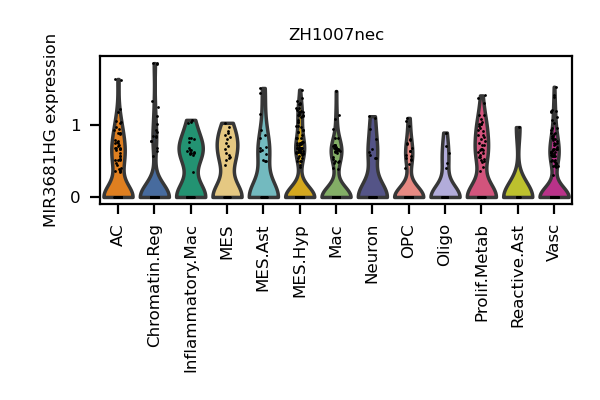 ZH1007nec
MIR3681HG expression
1
0
AC
Chromatin.Reg
Inflammatory.Mac
MES
MES.Ast
MES.Hyp
Mac
Neuron
OPC
Oligo
Prolif.Metab
Reactive.Ast
Vasc